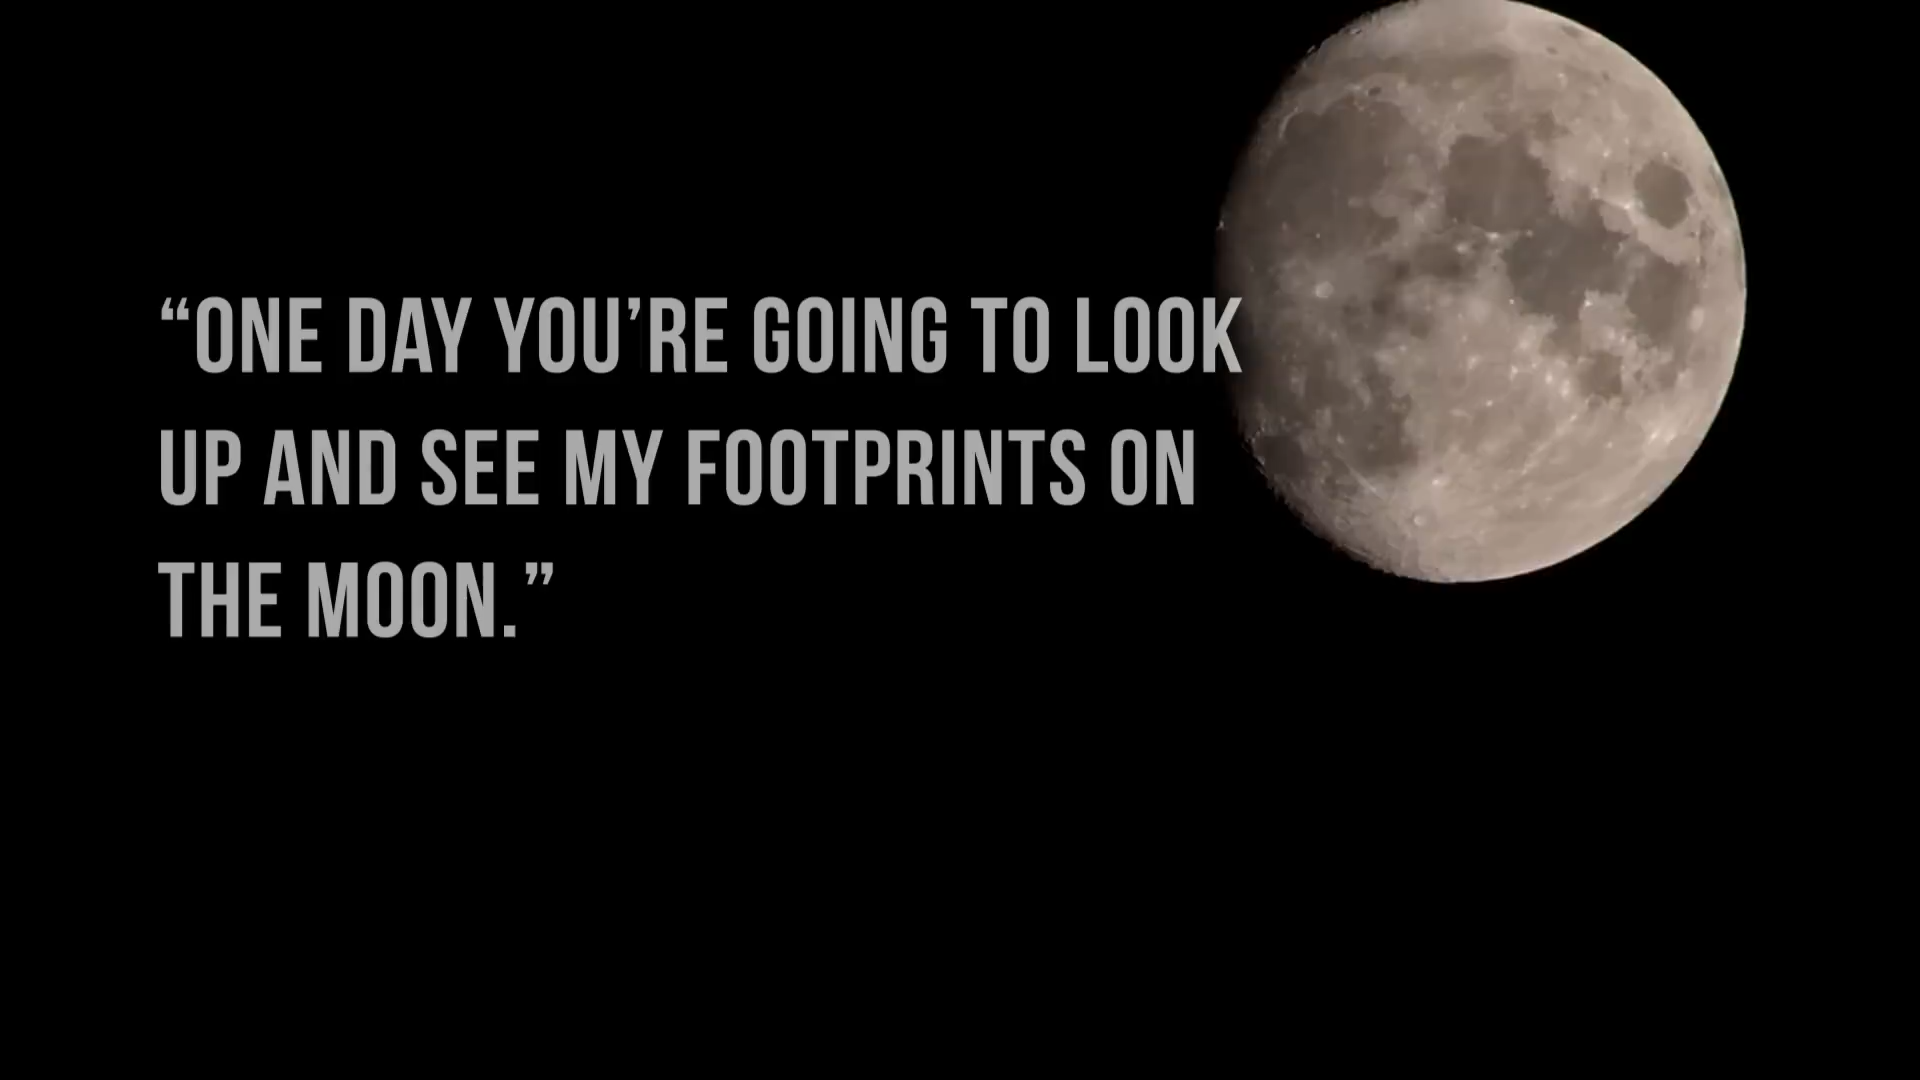 “ONE DAY YOU’RE GOING TO LOOK
UP AND SEE MY FOOTPRINTS ON
THE MOON.”